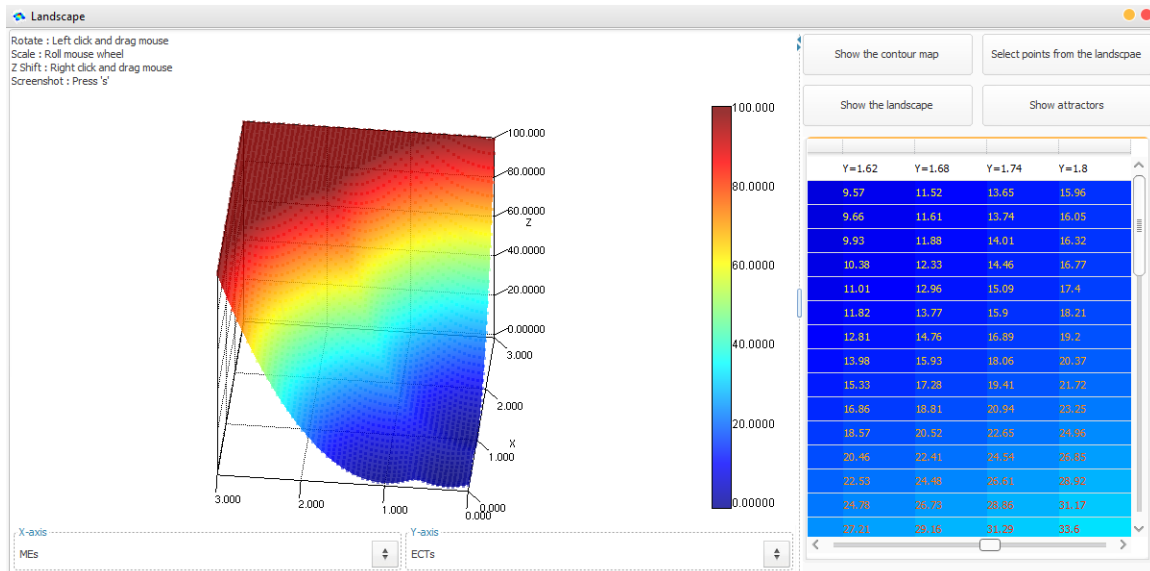 Landscape
Rotate : Left click and drag mouse
Scale : Roll mouse wheel
Z Shift : Right click and drag mouse
Screenshot : Press 's'
Show the contour map
Select points from the landscpae
Show the landscape
Show attractors
100.000
80.0000
60.0000
Z
40.0000
20.0000
0.00000
3.000
2.000
X
1.000
0.000
3.000
2.000
1.000
0.000
100.000
80.0000
60.0000
40.0000
20.0000
0.00000
Y=1.62 Y=1.68 Y=1.74 Y=1.8
9.57 11.52 13.65 15.96
9.66 11.61 13.74 16.05
9.93 11.88 14.01 16.32
10.38 12.33 14.46 16.77
11.01 12.96 15.09 17.4
11.82 13.77 15.9 18.21
12.81 14.76 16.89 19.2
13.98 15.93 18.06 20.37
15.33 17.28 19.41 21.72
16.86 18.81 20.94 23.25
18.57 20.52 22.65 24.96
20.46 22.41 24.54 26.85
22.53 24.48 26.61 28.92
24.78 26.73 28.86 31.17
27.21 29.16 31.29 33.6
X-axis
MEs
Y-axis
ECTs